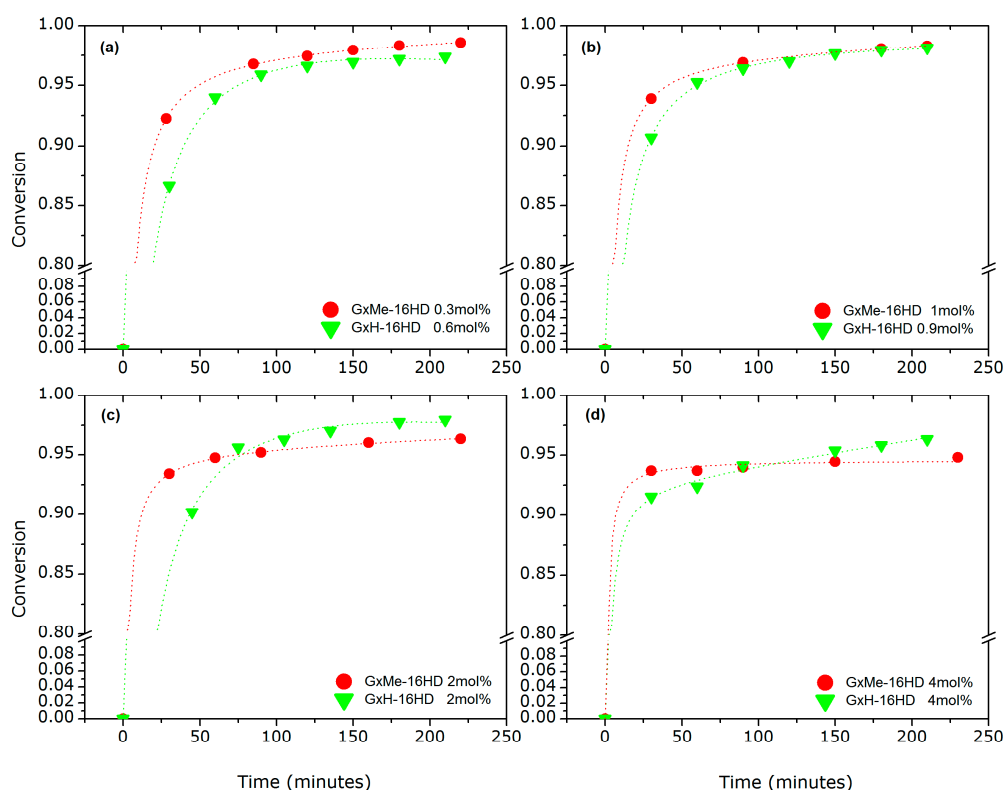 (a)
1.00
0.95
0.90
0.85
0.80
0.08
0.06
0.04
0.02
0.00
Conversion
GxMe-16HD 0.3mol%
GxH-16HD 0.6mol%
0 50 100 150 200 250
(b)
1.00
0.95
0.90
0.85
0.80
0.08
0.06
0.04
0.02
0.00
GxMe-16HD 1mol%
GxH-16HD 0.9mol%
0 50 100 150 200 250
(c)
1.00
0.95
0.90
0.85
0.80
0.08
0.06
0.04
0.02
0.00
Conversion
GxMe-16HD 2mol%
GxH-16HD 2mol%
0 50 100 150 200 250
Time (minutes)
(d)
1.00
0.95
0.90
0.85
0.80
0.08
0.06
0.04
0.02
0.00
GxMe-16HD 4mol%
GxH-16HD 4mol%
0 50 100 150 200 250
Time (minutes)